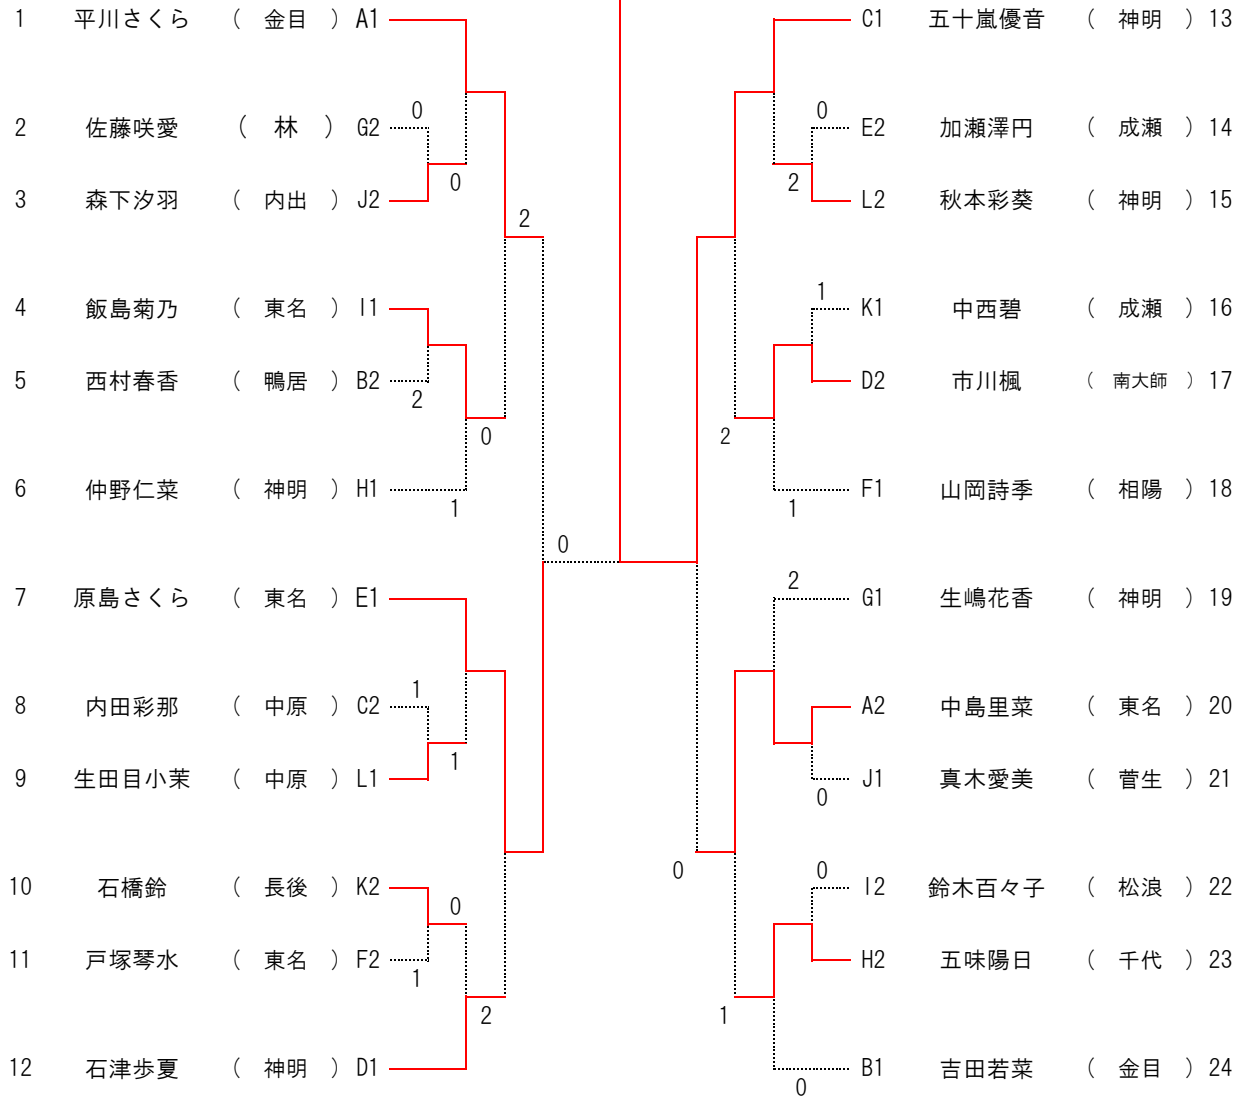 1 平川さくら ( 金目 ) A1
C1 五十嵐優音 ( 神明 ) 13
0
0
2 佐藤咲愛 ( 林 ) G2
E2 加瀬澤円 ( 成瀬 ) 14
0
2
3 森下汐羽 ( 内出 ) J2
L2 秋本彩葵 ( 神明 ) 15
2
1
4 飯島菊乃 ( 東名 ) I1
K1 中西碧 ( 成瀬 ) 16
5 西村春香 ( 鴨居 ) B2
D2 市川楓 ( 南大師 ) 17
2
0
2
6 仲野仁菜 ( 神明 ) H1
F1 山岡詩季 ( 相陽 ) 18
1
1
0
2
7 原島さくら ( 東名 ) E1
G1 生嶋花香 ( 神明 ) 19
1
8 内田彩那 ( 中原 ) C2
A2 中島里菜 ( 東名 ) 20
1
9 生田目小茉 ( 中原 ) L1
J1 真木愛美 ( 菅生 ) 21
0
0
0
10 石橋鈴 ( 長後 ) K2
I2 鈴木百々子 ( 松浪 ) 22
0
11 戸塚琴水 ( 東名 ) F2
H2 五味陽日 ( 千代 ) 23
1
2
1
12 石津歩夏 ( 神明 ) D1
B1 吉田若菜 ( 金目 ) 24
0